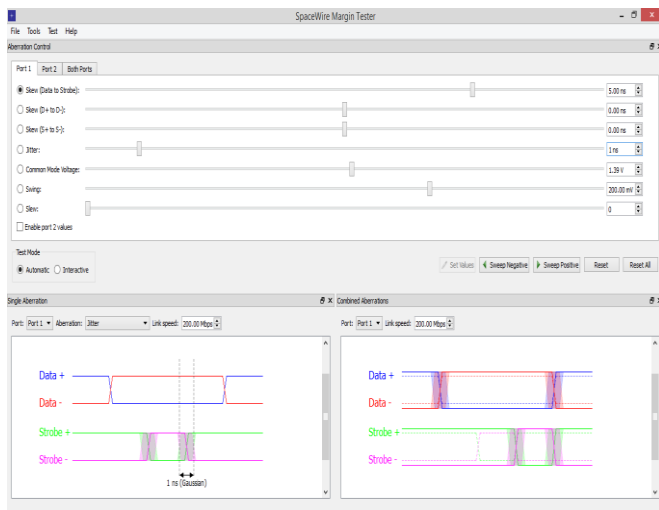 SpaceWire Margin Tester
File Tools Test Help
Aberration Control
Port 1 Port 2 Both Ports
Skew (Data to Strobe): 5.00 ns
Skew (D+ to D-): 0.00 ns
Skew (S+ to S-): 0.00 ns
Jitter: 1 ns
Common Mode Voltage: 1.39 V
Swing: 200.00 mV
Slew: 0
Enable port 2 values
Test Mode
Automatic Interactive
Set Values Sweep Negative Sweep Positive Reset Reset All
Single Aberration
Port: Port 1 Aberration: Jitter Link speed: 200.00 Mbps
Data +
Data -
Strobe +
Strobe -
1 ns (Gaussian)
Combined Aberrations
Port: Port 1 Link speed: 200.00 Mbps
Data +
Data -
Strobe +
Strobe -